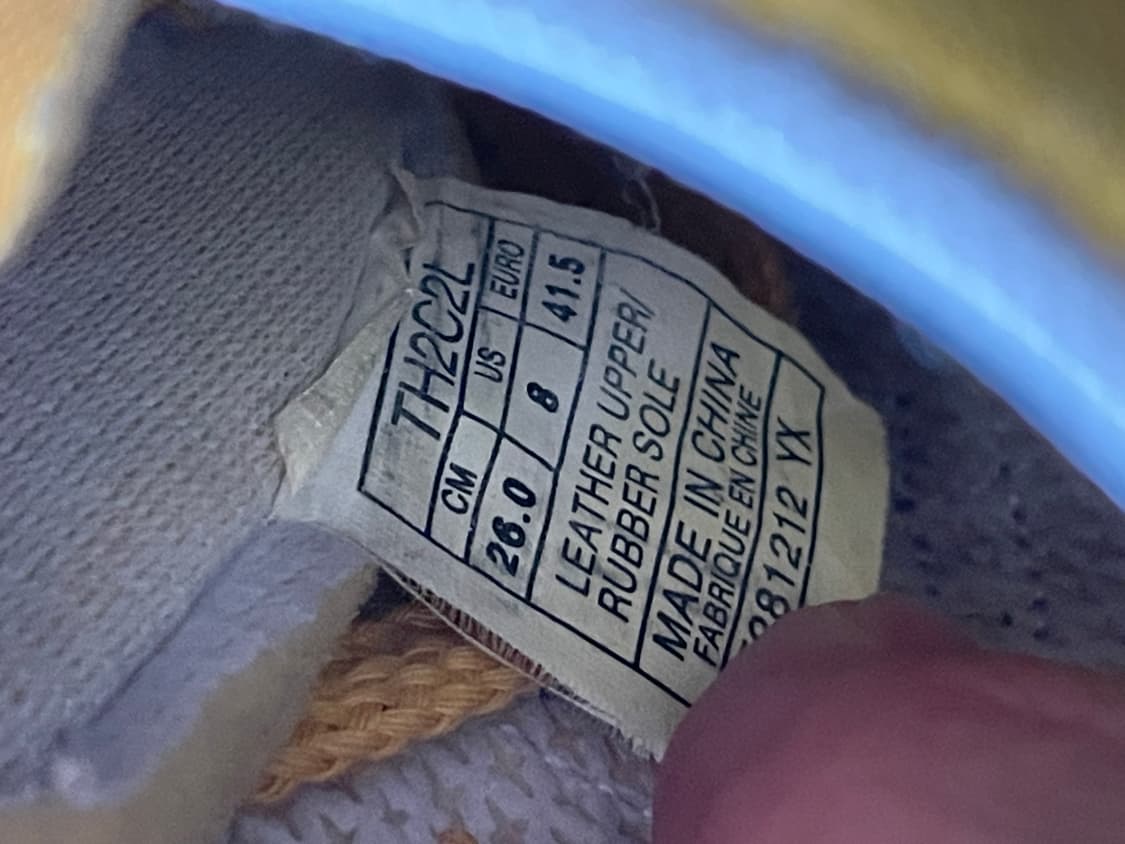 TH2C2L
CM US EURO
26.0 8 41.5
LEATHER UPPER/
RUBBER SOLE
MADE IN CHINA
FABRIQUE EN CHINE
081212 YX